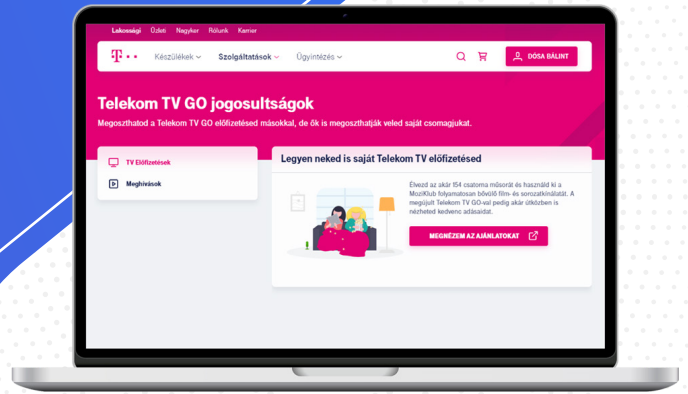 Lakossági Üzleti Nagyker Rólunk Karrier
T
Készülékek Szolgáltatások Ügyintézés DÓSA BÁLINT
Telekom TV GO jogosultságok
Megoszthatod a Telekom TV GO előfizetésed másokkal, de ők is megoszthatják veled saját csomagjukat.
TV Előfizetések
Meghívások
Legyen neked is saját Telekom TV előfizetésed
Élvezd az akár 154 csatorna műsorát és használd ki a
MoziKlub folyamatosan bővülő film- és sorozatkínálatát. A
megújult Telekom TV GO-val pedig akár útközben is
nézheted kedvenc adásaidat.
MEGNÉZEM AZ AJÁNLATOKAT